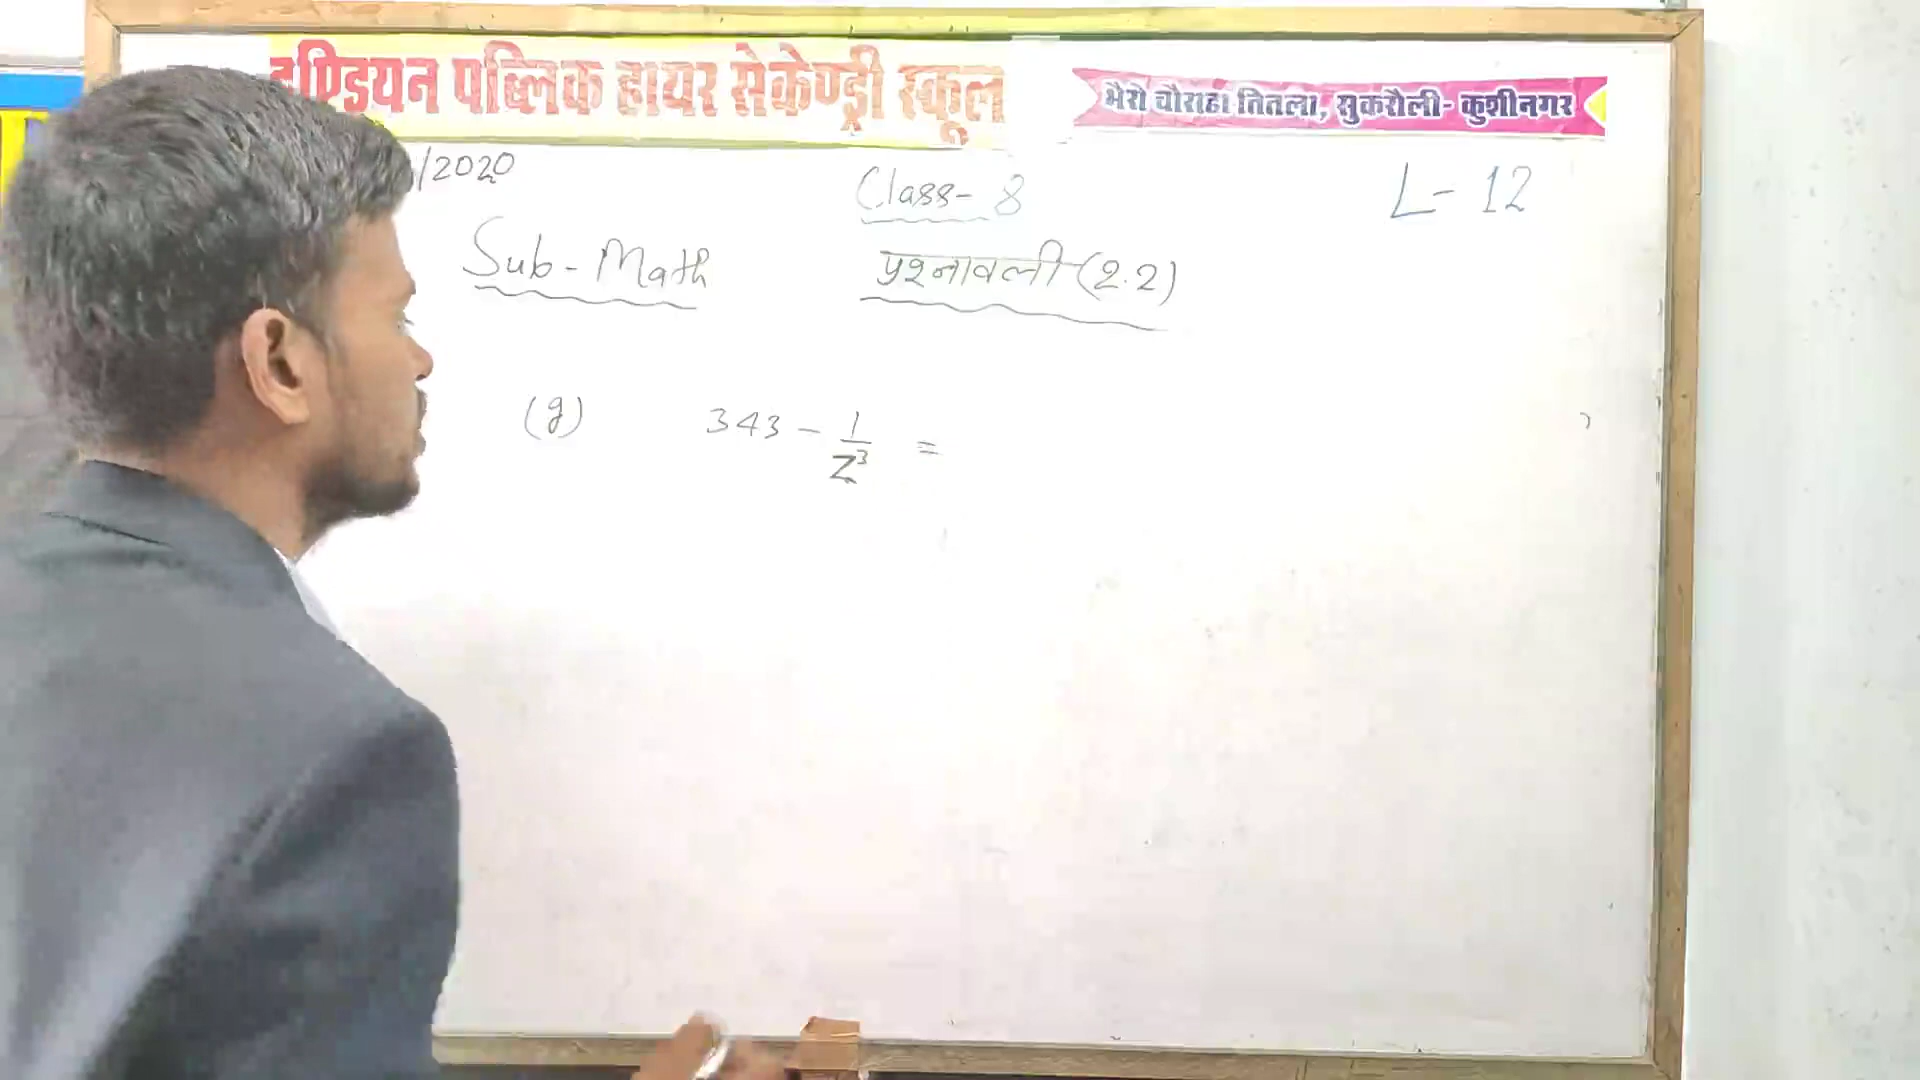 इण्डियन पब्लिक हायर सेकेण्ड्री स्कूल
भैरो चौराहा तितला, सुकरौली- कुशीनगर
/2020
Class- 8
L- 12
Sub- Math
प्रश्नावली (2.2)
(g) 343 - 1/Z³ =